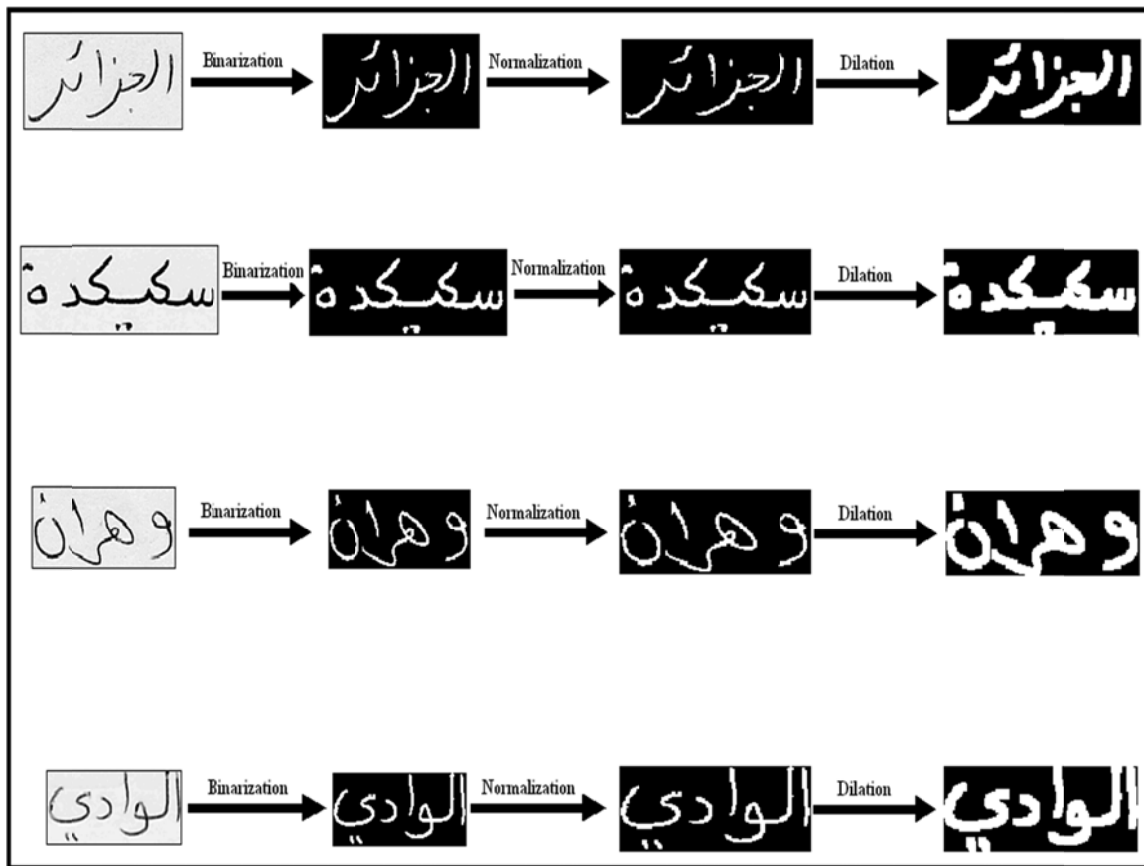 الجزائر Binarization الجزائر Normalization الجزائر Dilation الجزائر
سكيكدة Binarization سكيكدة Normalization سكيكدة Dilation سكيكدة
وهران Binarization وهران Normalization وهران Dilation وهران
الوادي Binarization الوادي Normalization الوادي Dilation الوادي